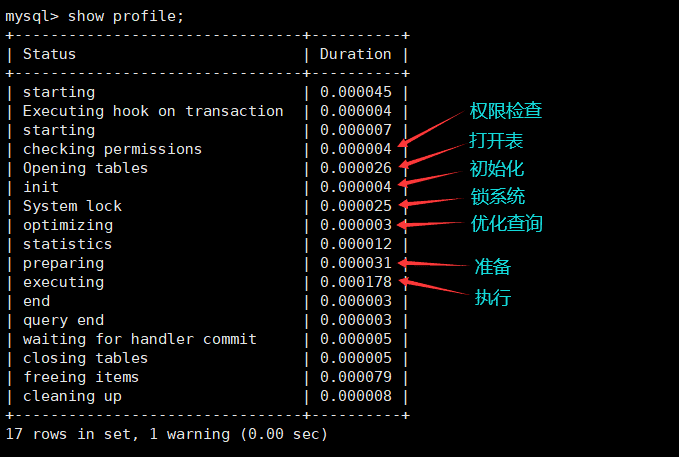 mysql> show profile;
+--------------------------------+----------+
| Status                         | Duration |
+--------------------------------+----------+
| starting                       | 0.000045 |
| Executing hook on transaction  | 0.000004 |
| starting                       | 0.000007 |
| checking permissions           | 0.000004 | 权限检查
| Opening tables                 | 0.000026 | 打开表
| init                           | 0.000004 | 初始化
| System lock                    | 0.000025 | 锁系统
| optimizing                     | 0.000003 | 优化查询
| statistics                     | 0.000012 |
| preparing                      | 0.000031 | 准备
| executing                      | 0.000178 | 执行
| end                            | 0.000003 |
| query end                      | 0.000003 |
| waiting for handler commit     | 0.000005 |
| closing tables                 | 0.000005 |
| freeing items                  | 0.000079 |
| cleaning up                    | 0.000008 |
+--------------------------------+----------+
17 rows in set, 1 warning (0.00 sec)